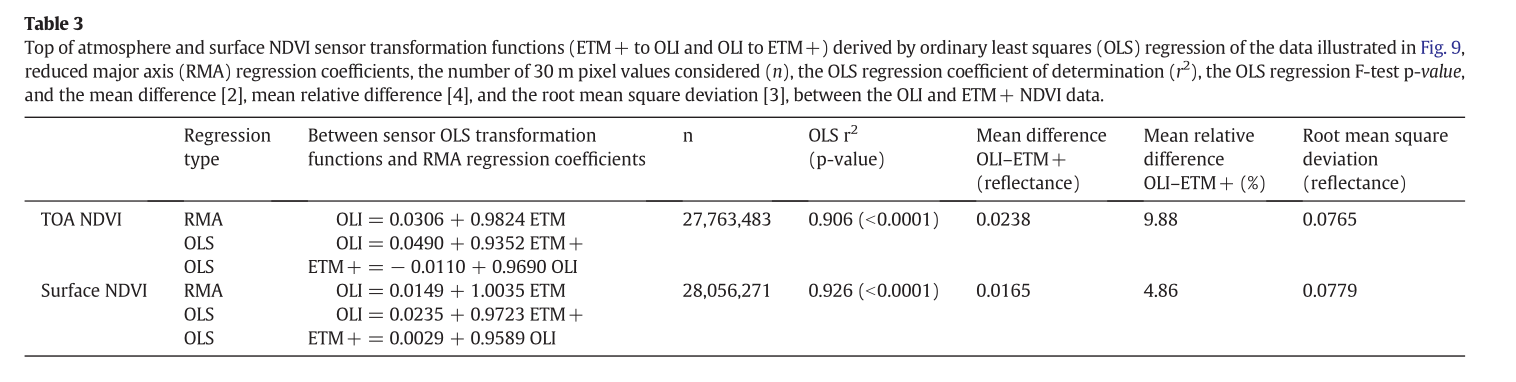 Table 3
Top of atmosphere and surface NDVI sensor transformation functions (ETM+ to OLI and OLI to ETM+) derived by ordinary least squares (OLS) regression of the data illustrated in Fig. 9,
reduced major axis (RMA) regression coefficients, the number of 30 m pixel values considered (n), the OLS regression coefficient of determination (r²), the OLS regression F-test p-value,
and the mean difference [2], mean relative difference [4], and the root mean square deviation [3], between the OLI and ETM+ NDVI data.
Regression type Between sensor OLS transformation functions and RMA regression coefficients n OLS r² (p-value) Mean difference OLI–ETM+ (reflectance) Mean relative difference OLI–ETM+ (%) Root mean square deviation (reflectance)
TOA NDVI RMA OLI = 0.0306 + 0.9824 ETM 27,763,483 0.906 (<0.0001) 0.0238 9.88 0.0765
OLS OLI = 0.0490 + 0.9352 ETM+
OLS ETM+ = − 0.0110 + 0.9690 OLI
Surface NDVI RMA OLI = 0.0149 + 1.0035 ETM 28,056,271 0.926 (<0.0001) 0.0165 4.86 0.0779
OLS OLI = 0.0235 + 0.9723 ETM+
OLS ETM+ = 0.0029 + 0.9589 OLI